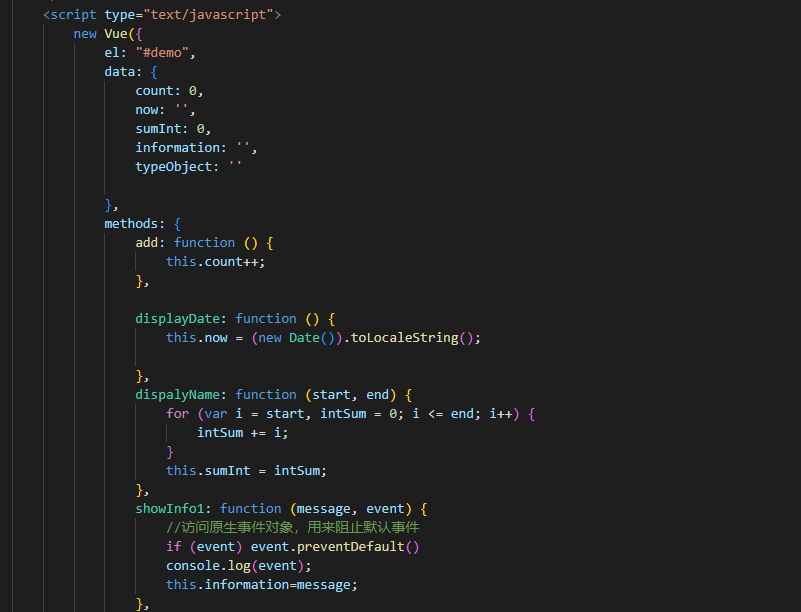 <script type="text/javascript">
new Vue({
el: "#demo",
data: {
count: 0,
now: '',
sumInt: 0,
information: '',
typeObject: ''
},
methods: {
add: function () {
this.count++;
},
displayDate: function () {
this.now = (new Date()).toLocaleString();
},
dispalyName: function (start, end) {
for (var i = start, intSum = 0; i <= end; i++) {
intSum += i;
}
this.sumInt = intSum;
},
showInfo1: function (message, event) {
//访问原生事件对象，用来阻止默认事件
if (event) event.preventDefault()
console.log(event);
this.information=message;
},